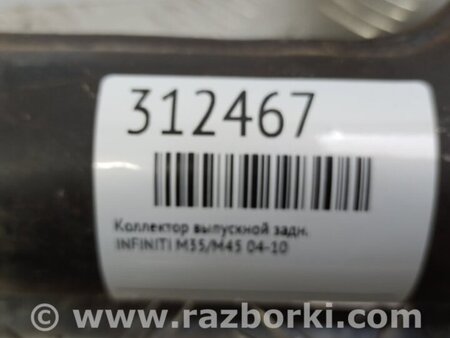 312467
Коллектор выпускной задн.
INFINITI M35/M45 04-10
© www.razborki.com